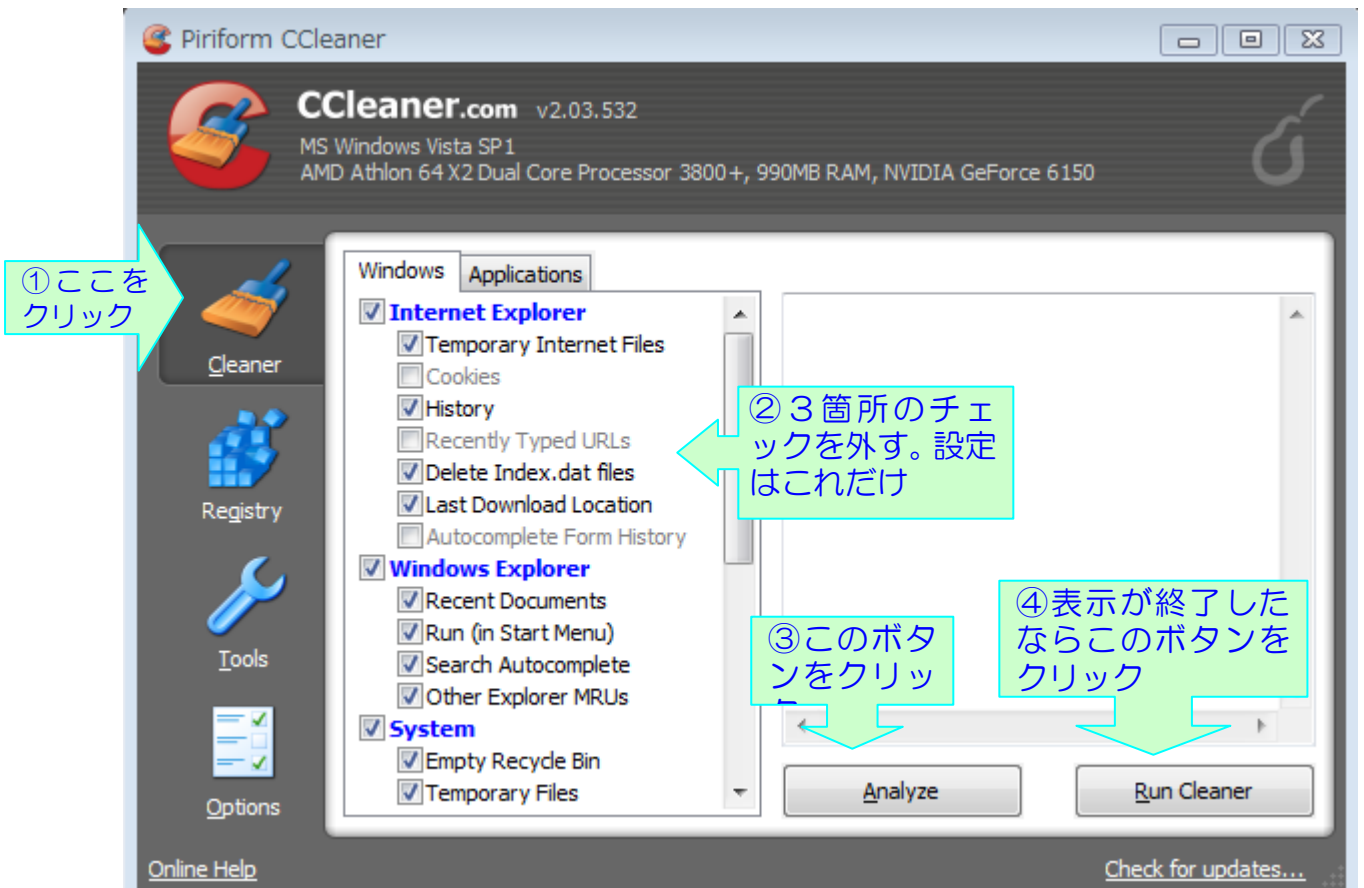 Piriform CCleaner
CCleaner.com v2.03.532
MS Windows Vista SP1
AMD Athlon 64 X2 Dual Core Processor 3800+, 990MB RAM, NVIDIA GeForce 6150
①ここを
クリック
Cleaner
Registry
Tools
Options
Windows Applications
Internet Explorer
Temporary Internet Files
Cookies
History
Recently Typed URLs
Delete Index.dat files
Last Download Location
Autocomplete Form History
Windows Explorer
Recent Documents
Run (in Start Menu)
Search Autocomplete
Other Explorer MRUs
System
Empty Recycle Bin
Temporary Files
②3箇所のチェ
ックを外す。設定
はこれだけ
③このボタ
ンをクリッ
④表示が終了した
ならこのボタンを
クリック
Analyze
Run Cleaner
Online Help
Check for updates...